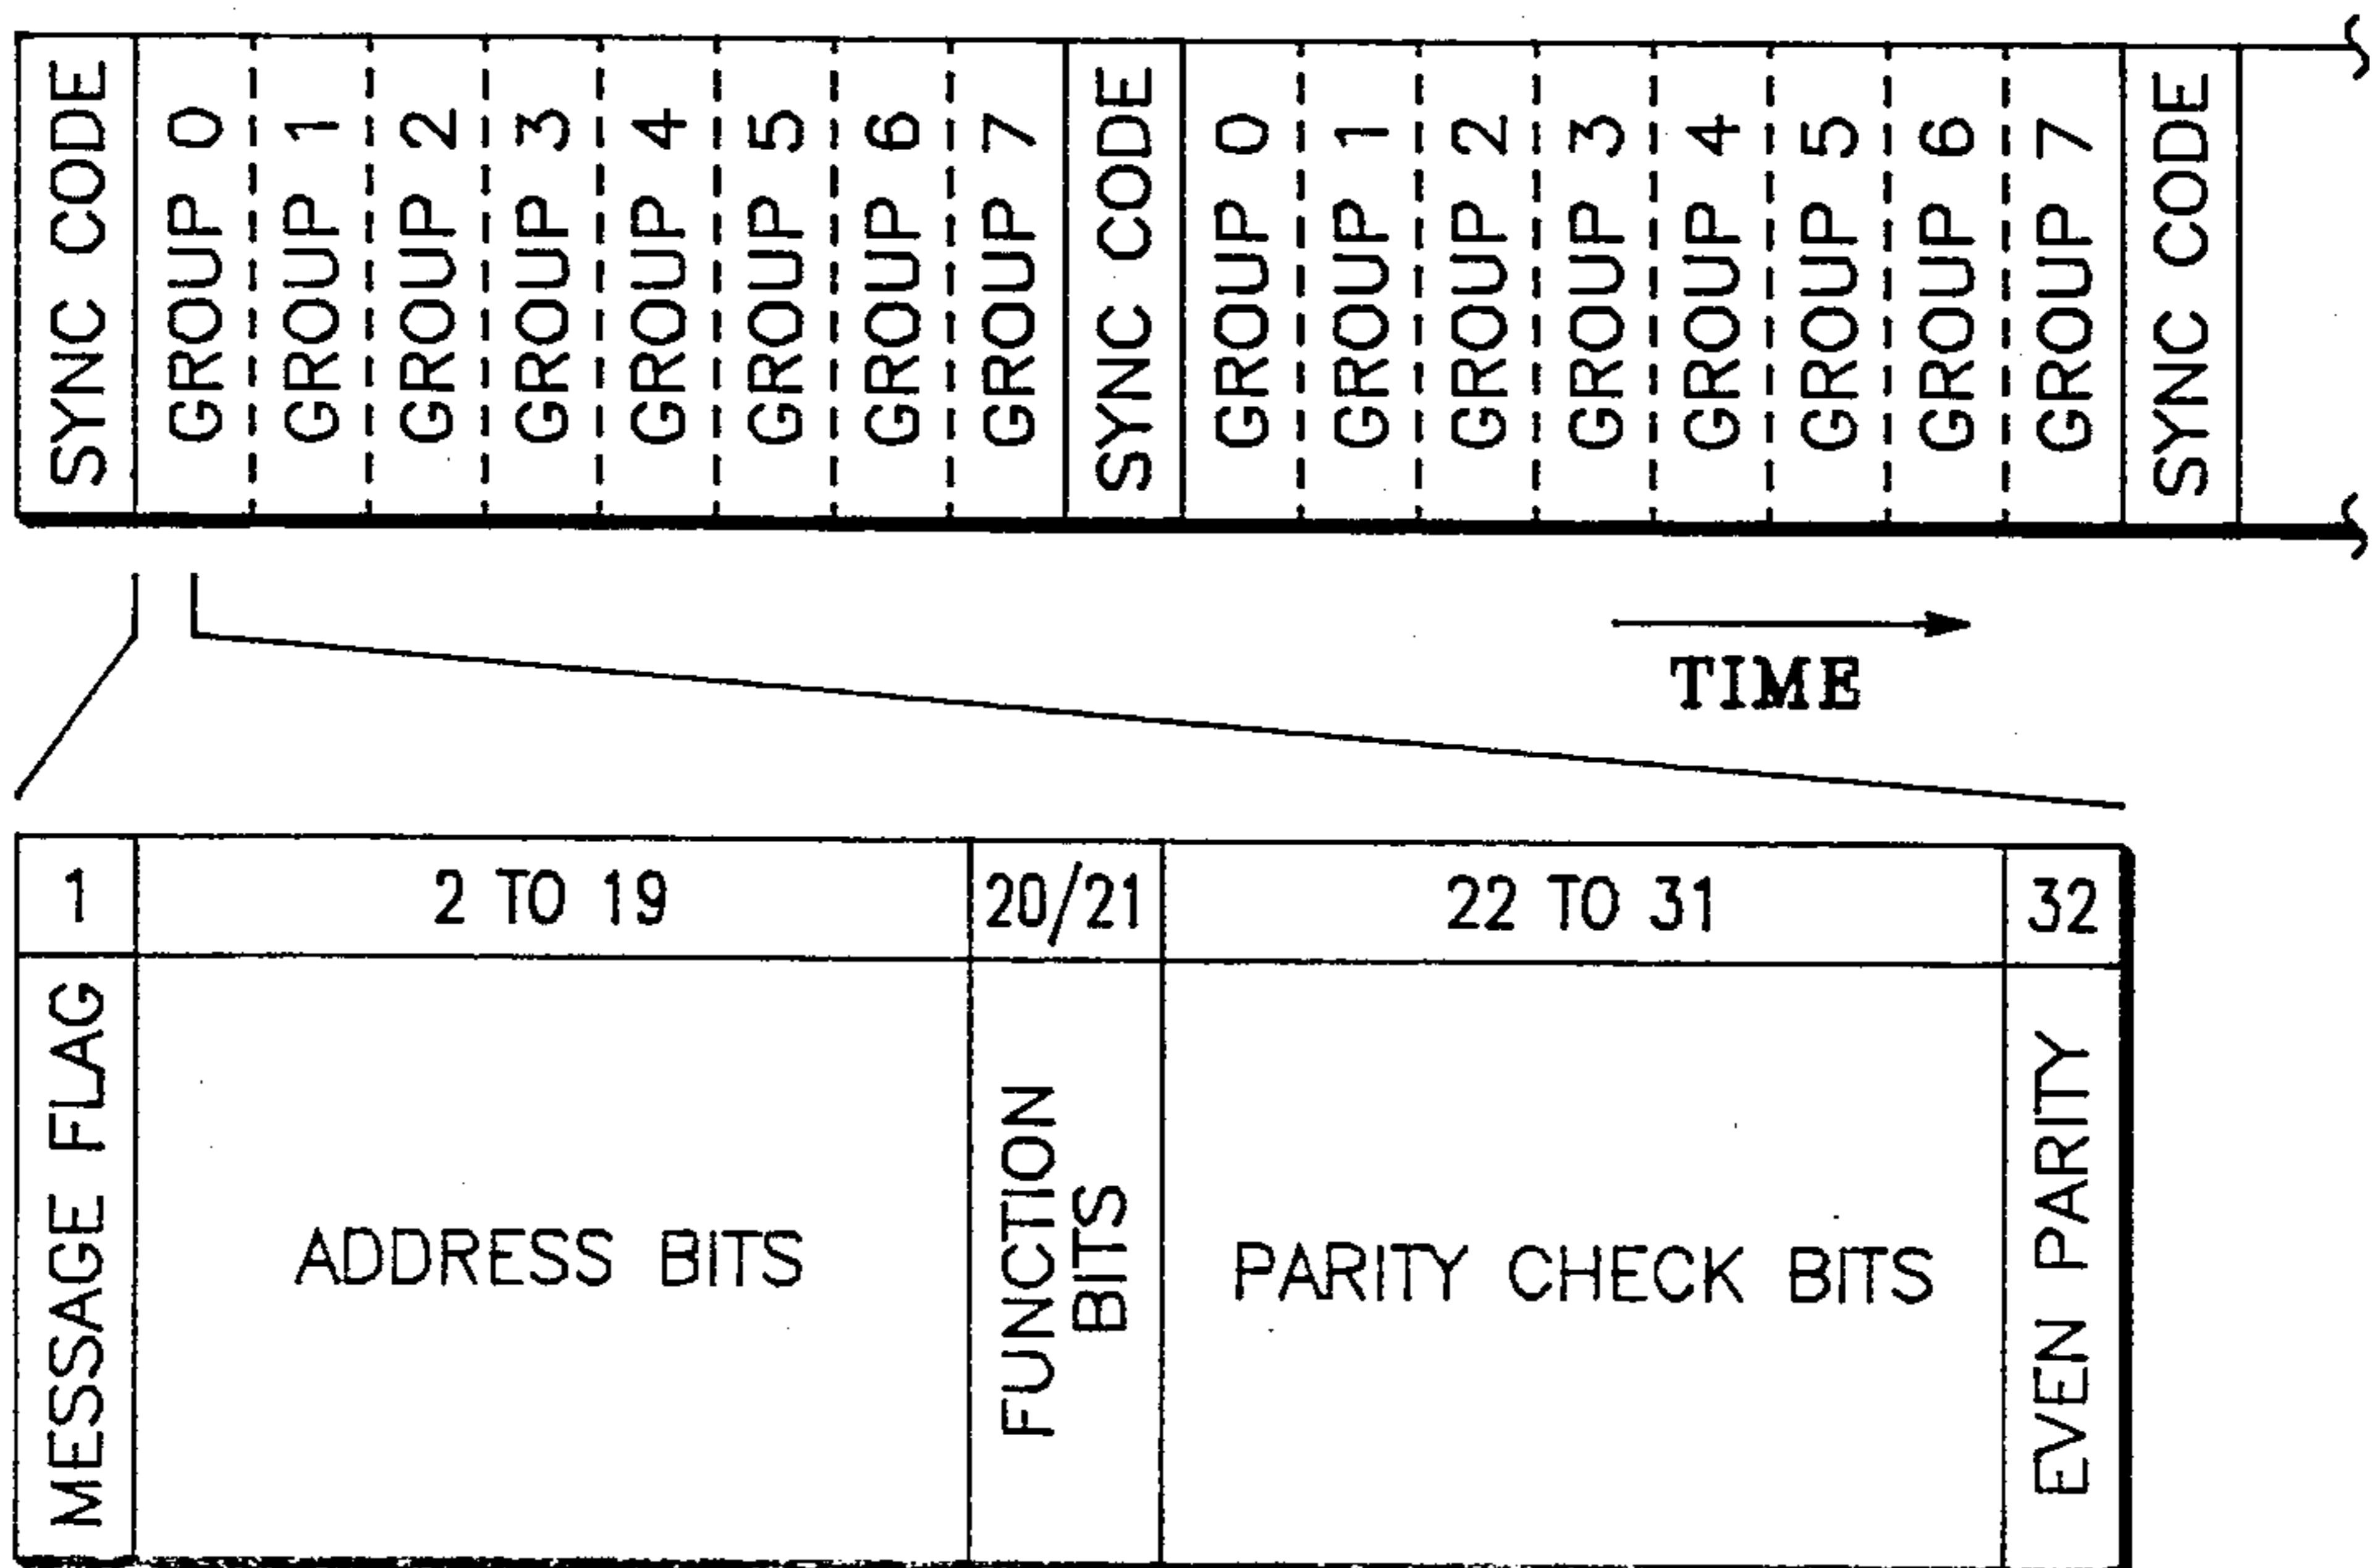 SYNC CODE
GROUP 0
GROUP 1
GROUP 2
GROUP 3
GROUP 4
GROUP 5
GROUP 6
GROUP 7
SYNC CODE
GROUP 0
GROUP 1
GROUP 2
GROUP 3
GROUP 4
GROUP 5
GROUP 6
GROUP 7
SYNC CODE
TIME
1
2 TO 19
20/21
22 TO 31
32
MESSAGE FLAG
ADDRESS BITS
FUNCTION
BITS
PARITY CHECK BITS
EVEN PARITY